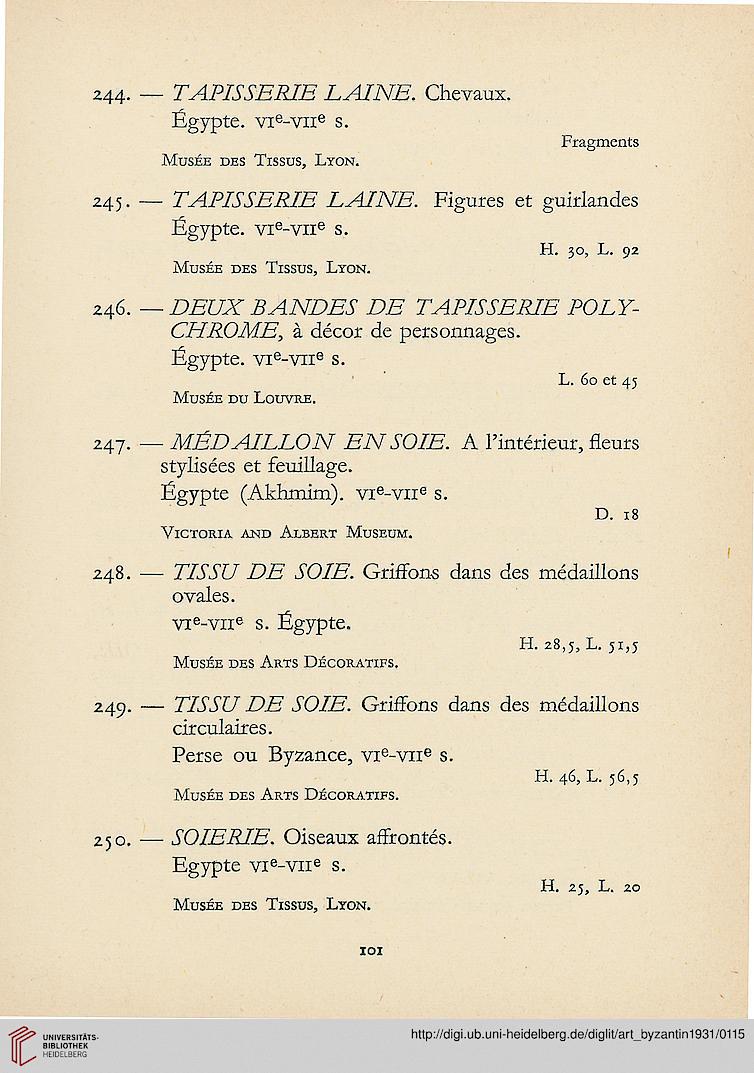 244. — TAPISSERIE LAINE. Chevaux.
Égypte. VIe-VIIe s.
Fragments
Musée des Tissus, Lyon.
245. — TAPISSERIE LAINE. Figures et guirlandes
Égypte. VIe-VIIe s.
H. 30, L. 92
Musée des Tissus, Lyon.
246. — DEUX BANDES DE TAPISSERIE POLY-
CHROME, à décor de personnages.
Égypte. VIe-VIIe s.
L. 60 et 45
Musée du Louvre.
247. — MÉDAILLON EN SOIE. A l'intérieur, fleurs
stylisées et feuillage.
Égypte (Akhmim). VIe-VIIe s.
D. 18
Victoria and Albert Museum.
248. — TISSU DE SOIE. Griffons dans des médaillons
ovales.
VIe-VIIe s. Égypte.
H. 28,5, L. 51,5
Musée des Arts Décoratifs.
249. — TISSU DE SOIE. Griffons dans des médaillons
circulaires.
Perse ou Byzance, VIe-VIIe s.
H. 46, L. 56,5
Musée des Arts Décoratifs.
250. — SOIERIE. Oiseaux affrontés.
Egypte VIe-VIIe s.
H. 25, L. 20
Musée des Tissus, Lyon.
101
UNIVERSITÄTS-
BIBLIOTHEK
HEIDELBERG
http://digi.ub.uni-heidelberg.de/diglit/art_byzantin1931/0115